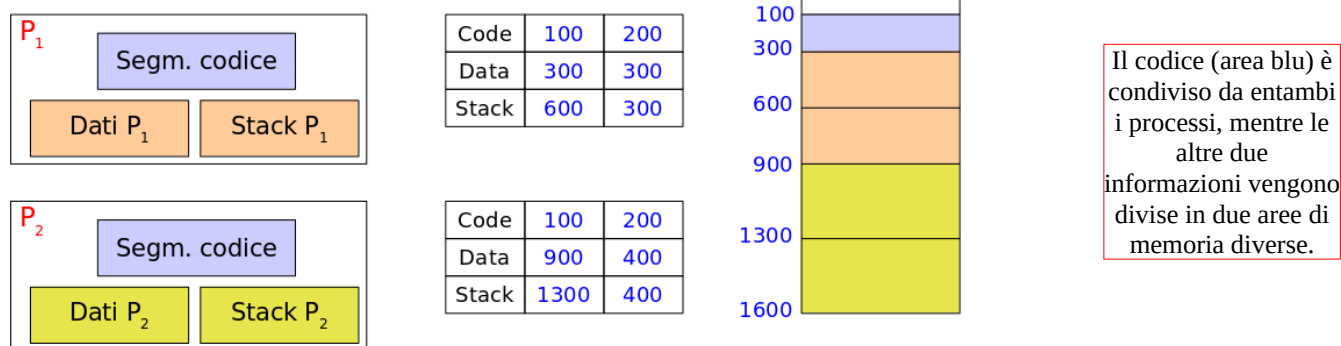 P1
Segm. codice
Dati P1 Stack P1
Code 100 200
Data 300 300
Stack 600 300
P2
Segm. codice
Dati P2 Stack P2
Code 100 200
Data 900 400
Stack 1300 400
100
300
600
900
1300
1600
Il codice (area blu) è
condiviso da entambi
i processi, mentre le
altre due
informazioni vengono
divise in due aree di
memoria diverse.